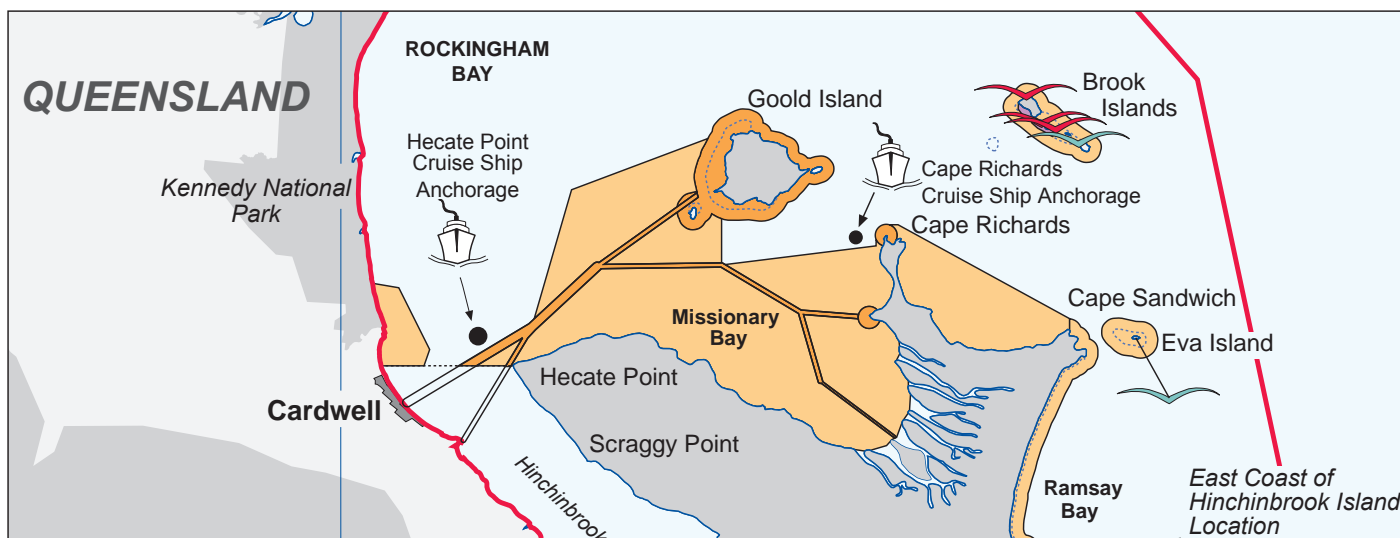 ROCKINGHAM
BAY
QUEENSLAND
Goold Island
Brook
Islands
Hecate Point
Cruise Ship
Anchorage
Cape Richards
Cruise Ship Anchorage
Kennedy National
Park
Cape Richards
Cape Sandwich
Missionary
Bay
Eva Island
Hecate Point
Cardwell
Scraggy Point
Hinchinbrook
Ramsay
Bay
East Coast of
Hinchinbrook Island
Location